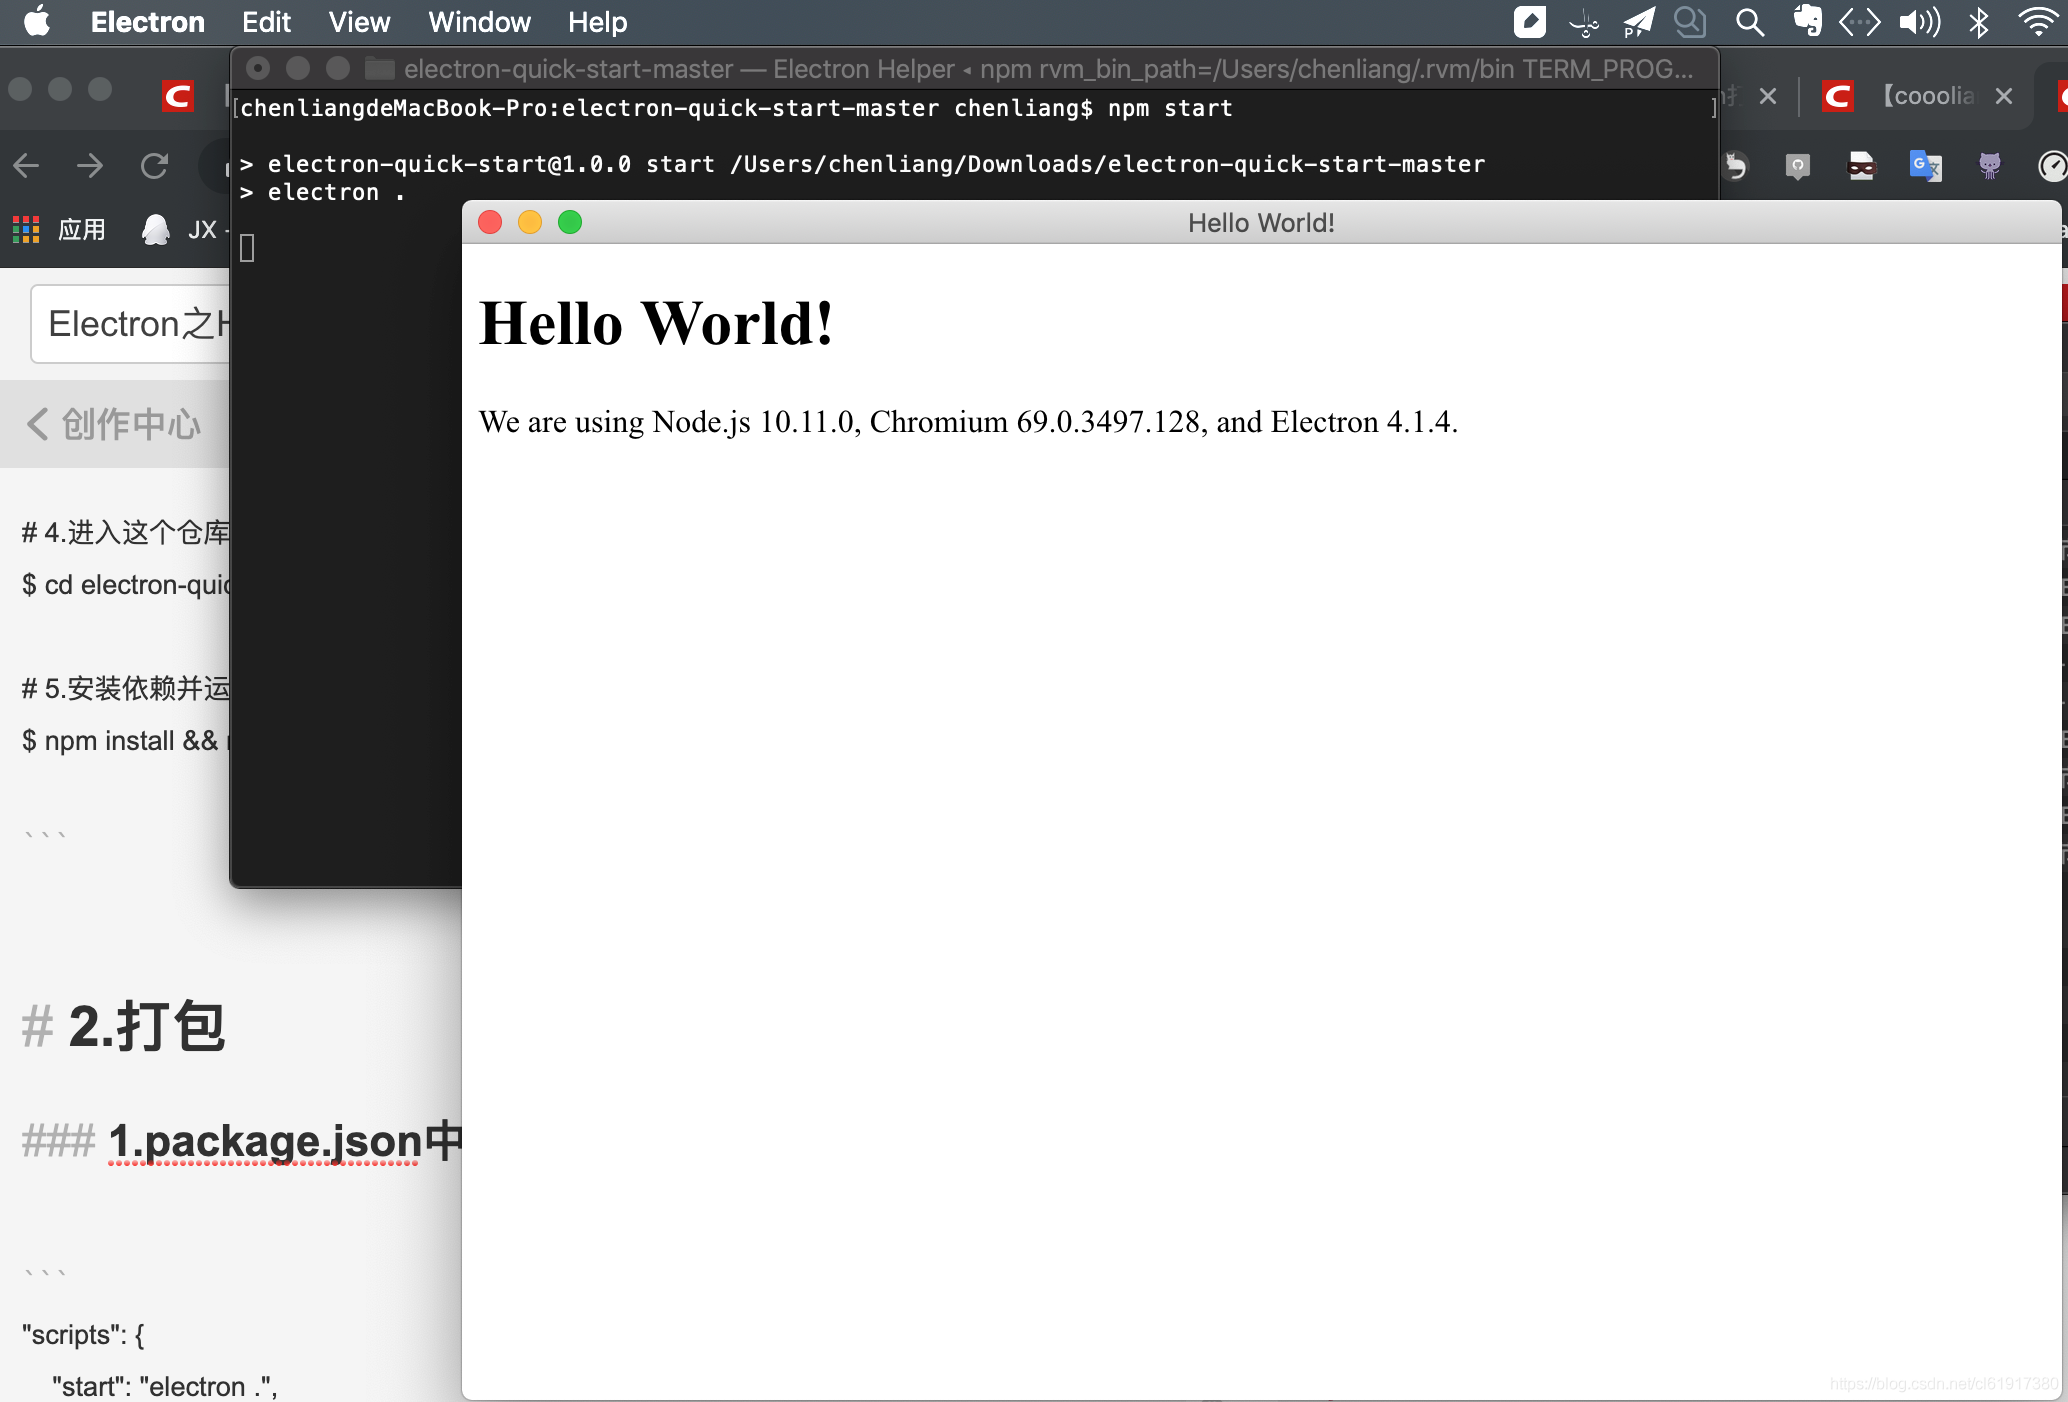 Electron Edit View Window Help
electron-quick-start-master — Electron Helper ◂ npm rvm_bin_path=/Users/chenliang/.rvm/bin TERM_PROG...
[chenliangdeMacBook-Pro:electron-quick-start-master chenliang$ npm start ]
> electron-quick-start@1.0.0 start /Users/chenliang/Downloads/electron-quick-start-master
> electron .
【cooolia
应用 JX -
Hello World!
Hello World!
We are using Node.js 10.11.0, Chromium 69.0.3497.128, and Electron 4.1.4.
Electron之H
创作中心
# 4.进入这个仓库
$ cd electron-quic
# 5.安装依赖并运
$ npm install &&
```
# 2.打包
### 1.package.json中
```
"scripts": {
"start": "electron .",
https://blog.csdn.net/cl61917380